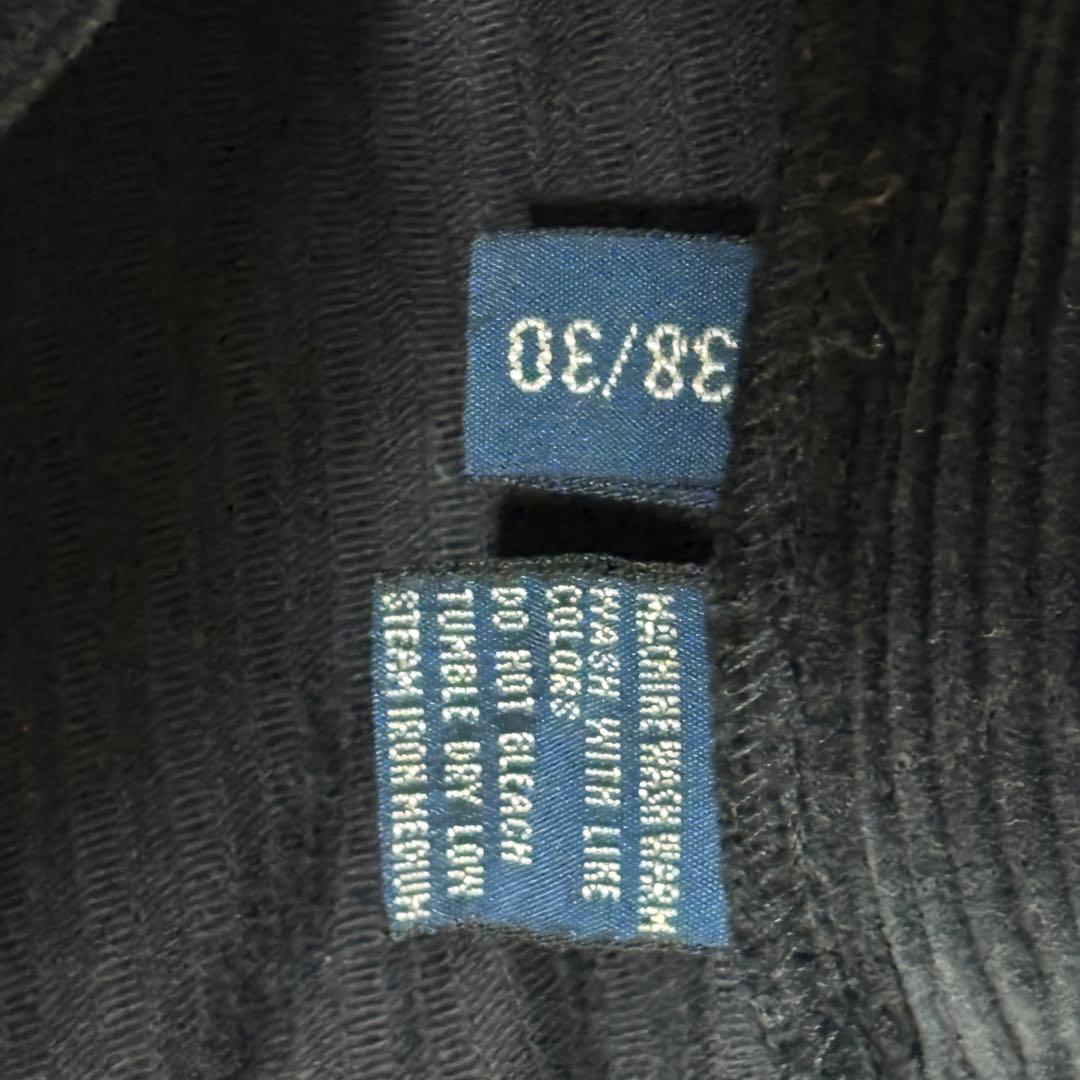 38/30
MACHINE WASH WARM
WASH WITH LIKE
COLORS
DO NOT BLEACH
TUMBLE DRY LOW
STEAM IRON MEDIUM